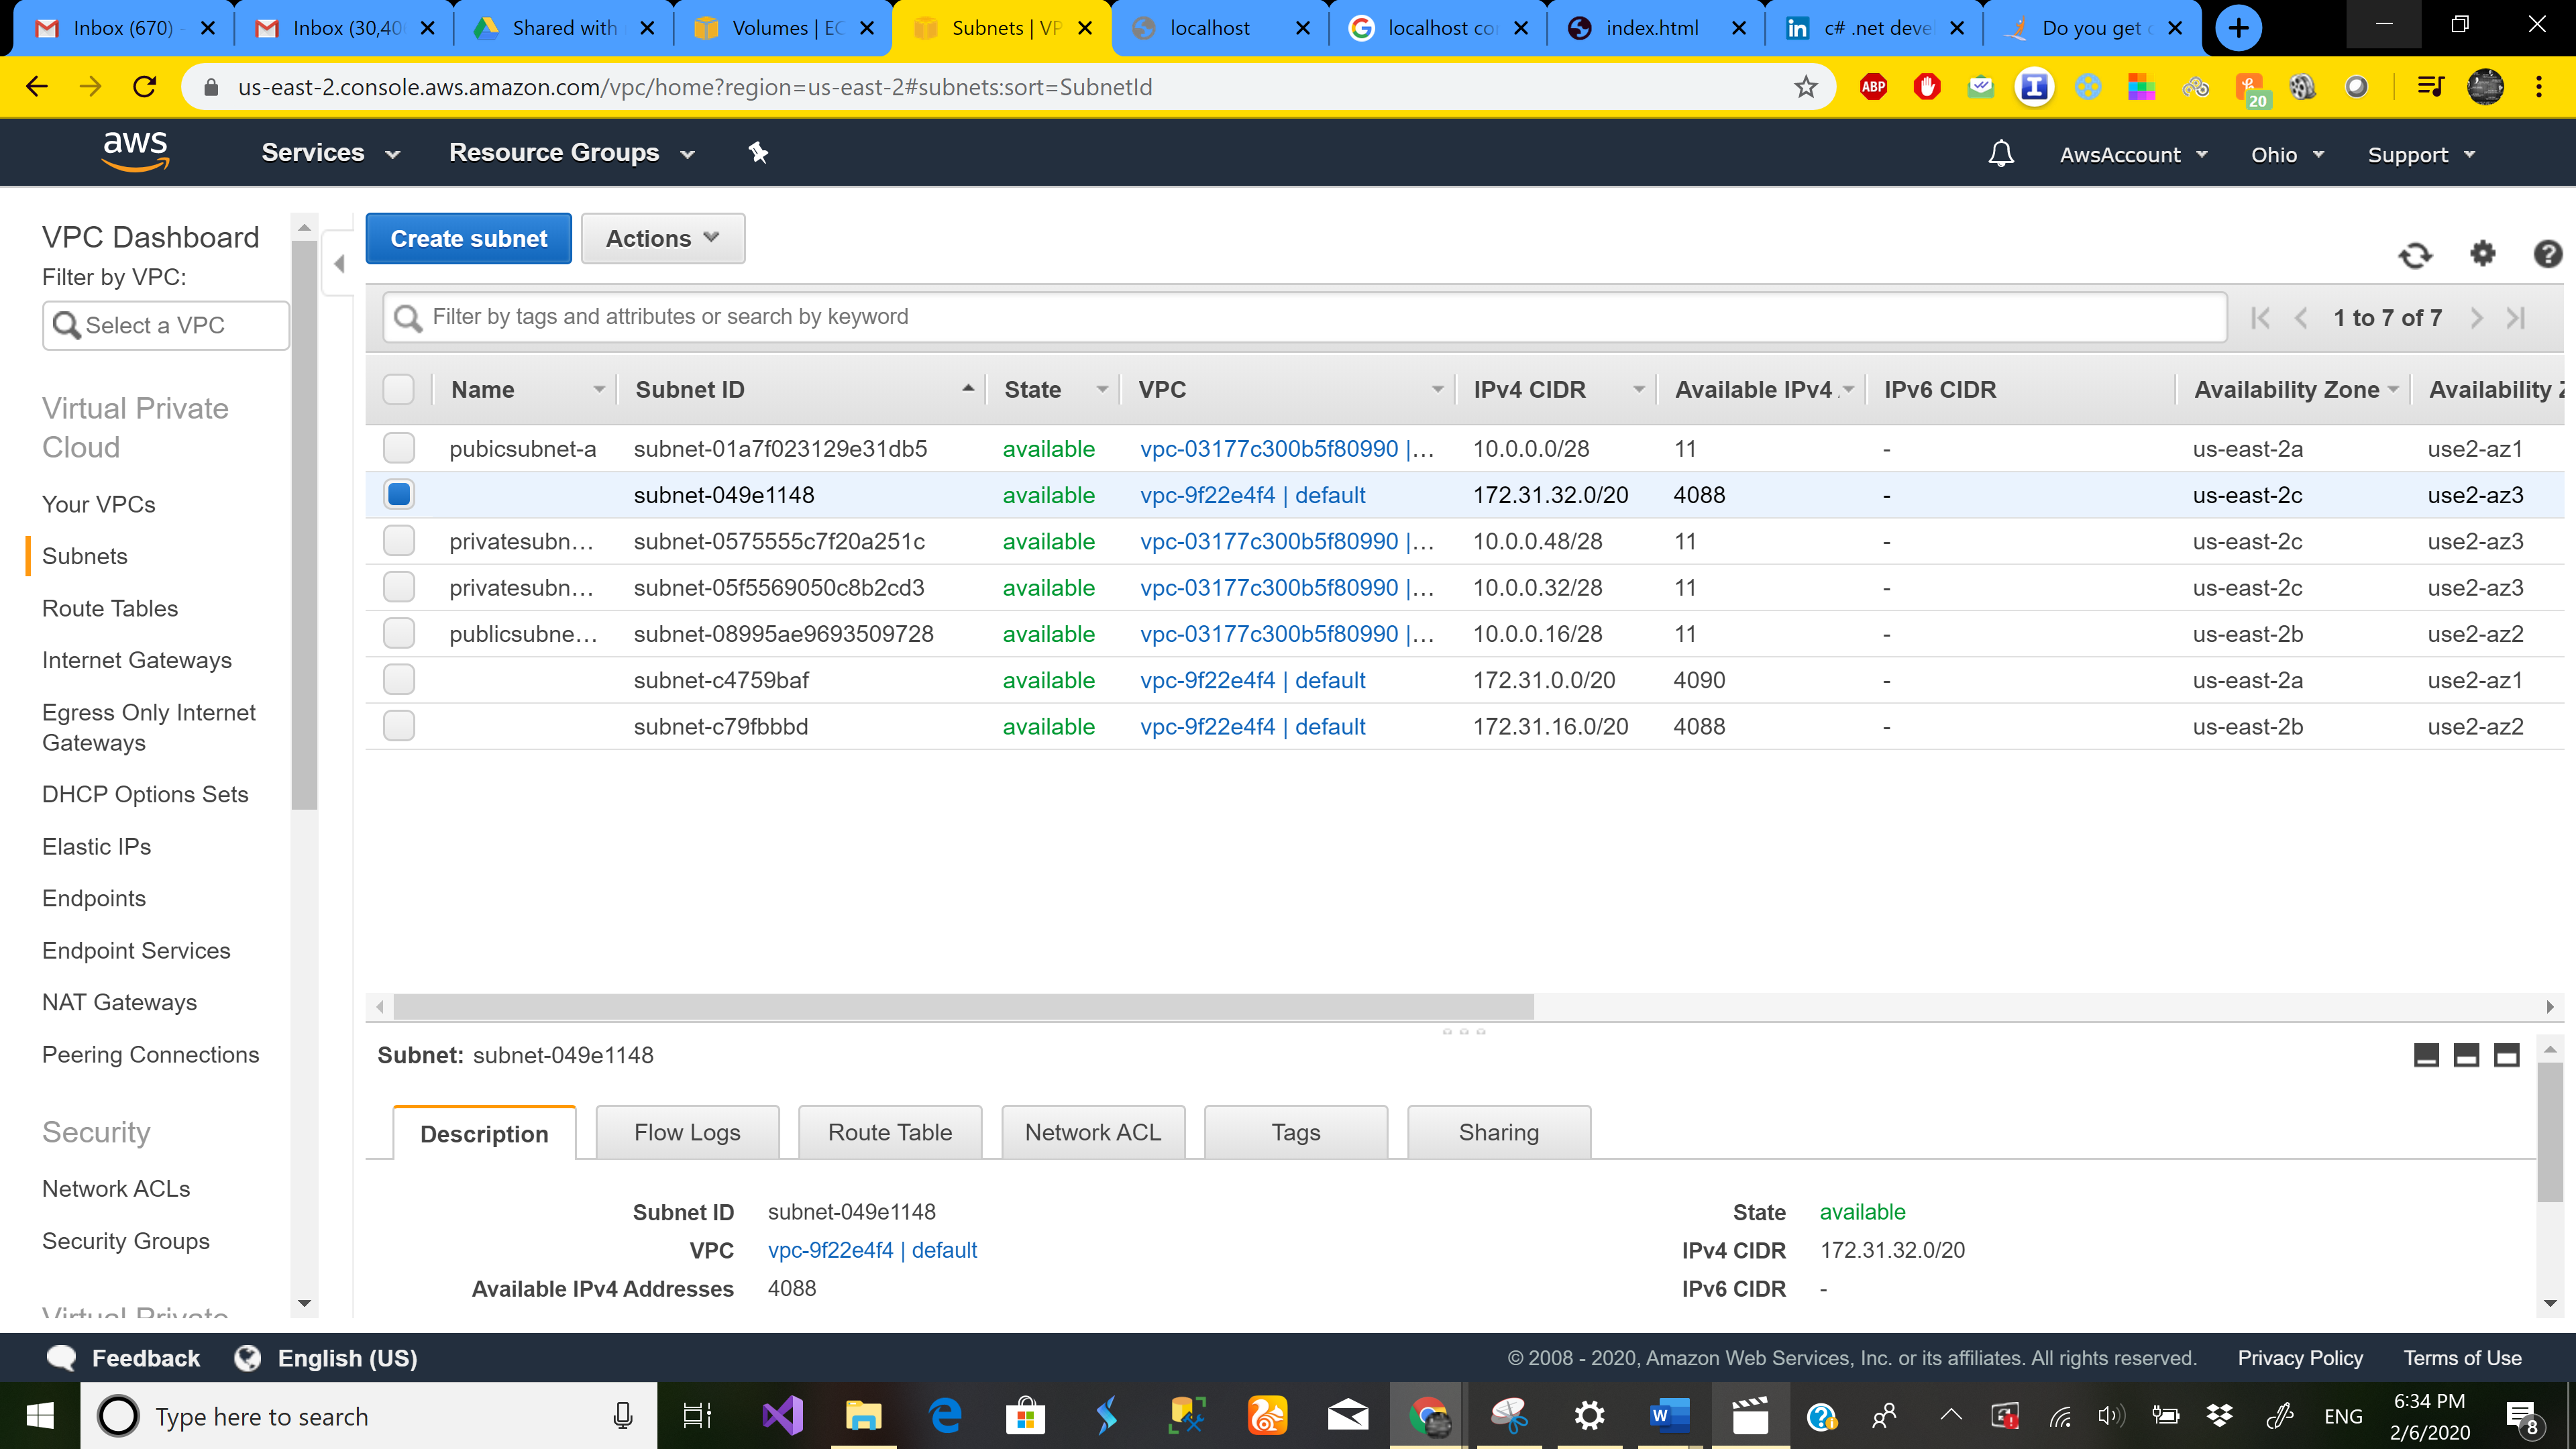 Inbox (670) -
Inbox (30,40
Shared with
Volumes | EC
Subnets | VP
localhost
localhost co
index.html
c# .net deve
Do you get
us-east-2.console.aws.amazon.com/vpc/home?region=us-east-2#subnets:sort=SubnetId
ABP
20
aws
Services
Resource Groups
AwsAccount
Ohio
Support
VPC Dashboard
Filter by VPC:
Select a VPC
Virtual Private
Cloud
Your VPCs
Subnets
Route Tables
Internet Gateways
Egress Only Internet
Gateways
DHCP Options Sets
Elastic IPs
Endpoints
Endpoint Services
NAT Gateways
Peering Connections
Security
Network ACLs
Security Groups
Virtual Private
Create subnet
Actions
Filter by tags and attributes or search by keyword
1 to 7 of 7
Name Subnet ID State VPC IPv4 CIDR Available IPv4 IPv6 CIDR Availability Zone Availability Z
pubicsubnet-a subnet-01a7f023129e31db5 available vpc-03177c300b5f80990 |… 10.0.0.0/28 11 - us-east-2a use2-az1
subnet-049e1148 available vpc-9f22e4f4 | default 172.31.32.0/20 4088 - us-east-2c use2-az3
privatesubn… subnet-0575555c7f20a251c available vpc-03177c300b5f80990 |… 10.0.0.48/28 11 - us-east-2c use2-az3
privatesubn… subnet-05f5569050c8b2cd3 available vpc-03177c300b5f80990 |… 10.0.0.32/28 11 - us-east-2c use2-az3
publicsubne… subnet-08995ae9693509728 available vpc-03177c300b5f80990 |… 10.0.0.16/28 11 - us-east-2b use2-az2
subnet-c4759baf available vpc-9f22e4f4 | default 172.31.0.0/20 4090 - us-east-2a use2-az1
subnet-c79fbbbd available vpc-9f22e4f4 | default 172.31.16.0/20 4088 - us-east-2b use2-az2
Subnet: subnet-049e1148
Description
Flow Logs
Route Table
Network ACL
Tags
Sharing
Subnet ID subnet-049e1148
State available
VPC vpc-9f22e4f4 | default
IPv4 CIDR 172.31.32.0/20
Available IPv4 Addresses 4088
IPv6 CIDR -
Feedback
English (US)
© 2008 - 2020, Amazon Web Services, Inc. or its affiliates. All rights reserved.
Privacy Policy
Terms of Use
Type here to search
ENG
6:34 PM
2/6/2020
8